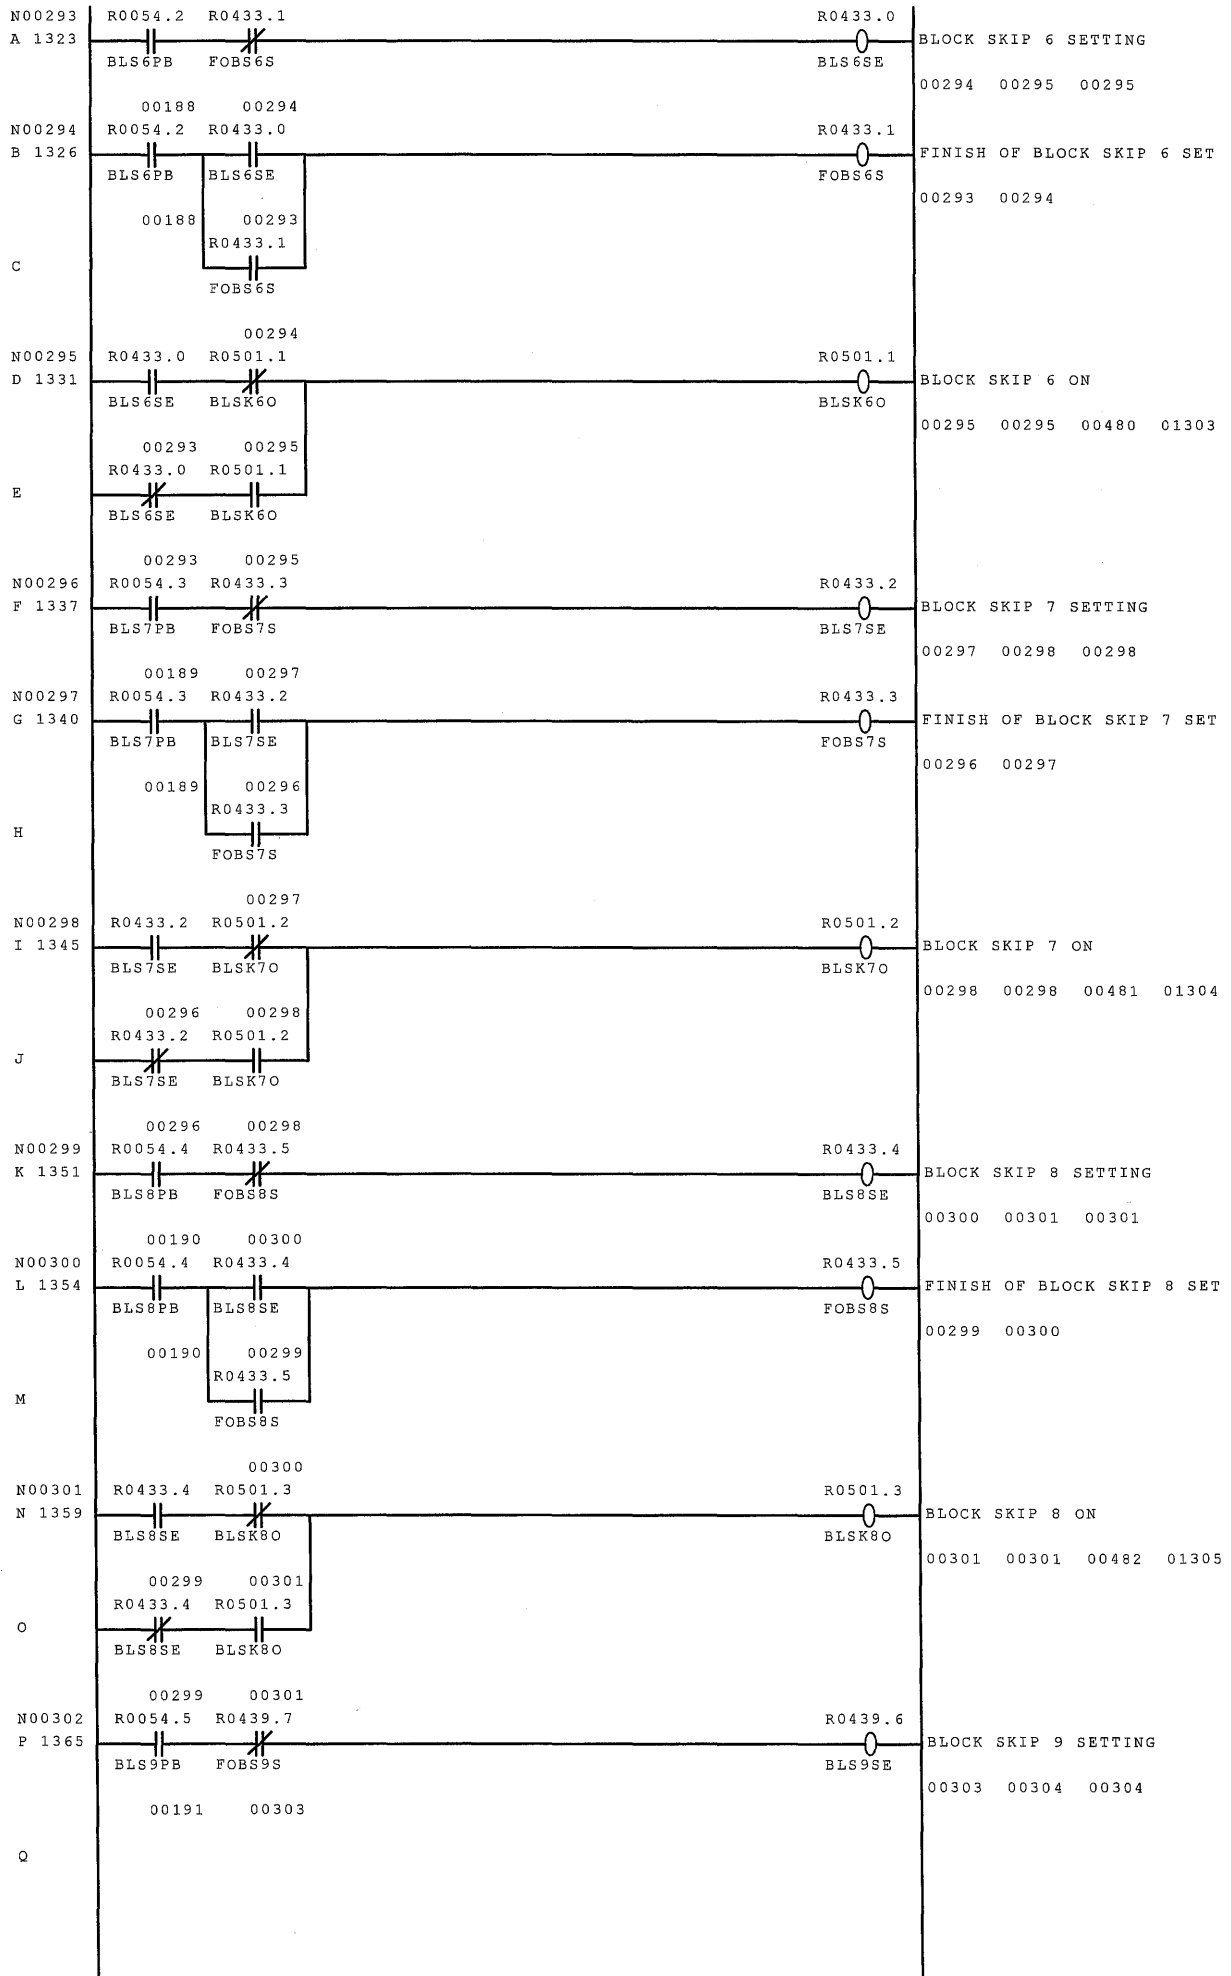 N00293 R0054.2 R0433.1 R0433.0
A 1323 BLOCK SKIP 6 SETTING
BLS6PB FOBS6S BLS6SE
00294 00295 00295
00188 00294
N00294 R0054.2 R0433.0 R0433.1
B 1326 FINISH OF BLOCK SKIP 6 SET
BLS6PB BLS6SE FOBS6S
00293 00294
00188 00293
R0433.1
C
FOBS6S
00294
N00295 R0433.0 R0501.1 R0501.1
D 1331 BLOCK SKIP 6 ON
BLS6SE BLSK6O BLSK6O
00295 00295 00480 01303
00293 00295
R0433.0 R0501.1
E
BLS6SE BLSK6O
00293 00295
N00296 R0054.3 R0433.3 R0433.2
F 1337 BLOCK SKIP 7 SETTING
BLS7PB FOBS7S BLS7SE
00297 00298 00298
00189 00297
N00297 R0054.3 R0433.2 R0433.3
G 1340 FINISH OF BLOCK SKIP 7 SET
BLS7PB BLS7SE FOBS7S
00296 00297
00189 00296
R0433.3
H
FOBS7S
00297
N00298 R0433.2 R0501.2 R0501.2
I 1345 BLOCK SKIP 7 ON
BLS7SE BLSK7O BLSK7O
00298 00298 00481 01304
00296 00298
R0433.2 R0501.2
J
BLS7SE BLSK7O
00296 00298
N00299 R0054.4 R0433.5 R0433.4
K 1351 BLOCK SKIP 8 SETTING
BLS8PB FOBS8S BLS8SE
00300 00301 00301
00190 00300
N00300 R0054.4 R0433.4 R0433.5
L 1354 FINISH OF BLOCK SKIP 8 SET
BLS8PB BLS8SE FOBS8S
00299 00300
00190 00299
R0433.5
M
FOBS8S
00300
N00301 R0433.4 R0501.3 R0501.3
N 1359 BLOCK SKIP 8 ON
BLS8SE BLSK8O BLSK8O
00301 00301 00482 01305
00299 00301
R0433.4 R0501.3
O
BLS8SE BLSK8O
00299 00301
N00302 R0054.5 R0439.7 R0439.6
P 1365 BLOCK SKIP 9 SETTING
BLS9PB FOBS9S BLS9SE
00303 00304 00304
00191 00303
Q